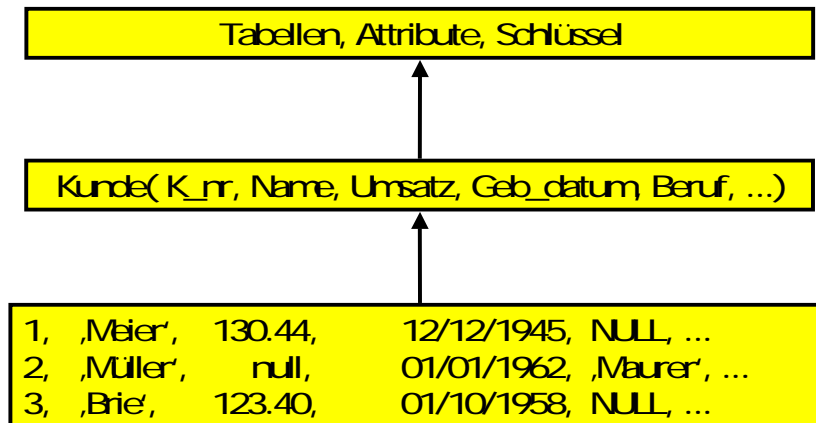 Tabellen, Attribute, Schlüssel
Kunde( K_nr, Name, Umsatz, Geb_datum, Beruf, ...)
1, ‚Meier‘, 130.44, 12/12/1945, NULL, ...
2, ‚Müller‘, null, 01/01/1962, ‚Maurer‘, ...
3, ‚Brie‘, 123.40, 01/10/1958, NULL, ...